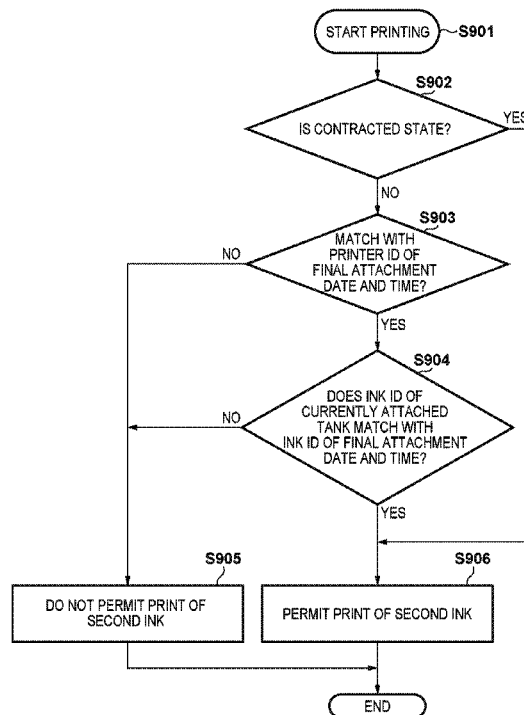 START PRINTING
S901
S902
IS CONTRACTED STATE?
YES
NO
S903
MATCH WITH
PRINTER ID OF
FINAL ATTACHMENT
DATE AND TIME?
NO
YES
S904
DOES INK ID OF
CURRENTLY ATTACHED
TANK MATCH WITH
INK ID OF FINAL ATTACHMENT
DATE AND TIME?
NO
YES
S905
DO NOT PERMIT PRINT OF
SECOND INK
S906
PERMIT PRINT OF SECOND INK
END